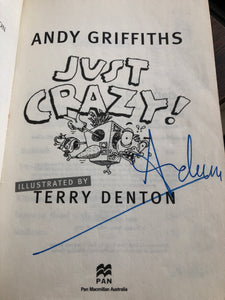 ANDY GRIFFITHS
JUST
CRAZY!
ILLUSTRATED BY
TERRY DENTON
PAN
Pan Macmillan Australia